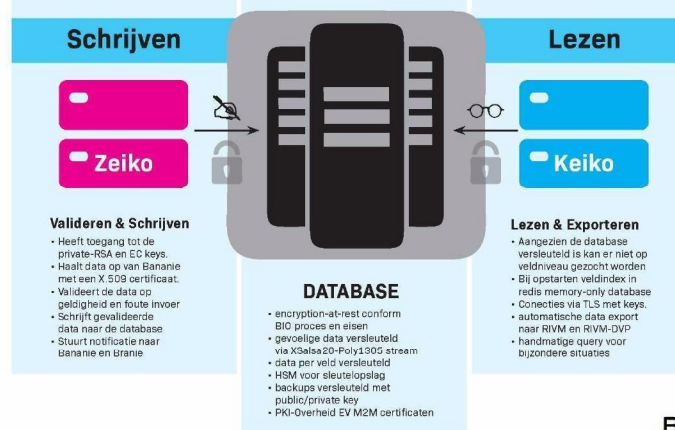 Schrijven
Zeiko
Valideren & Schrijven
• Heeft toegang tot de
private-RSA en EC keys.
• Haalt data op van Bananie
met een X.509 certificaat.
• Valideert de data op
geldigheid en foute invoer
• Schrijft gevalideerde
data naar de database
• Stuurt notificatie naar
Bananie en Branie
DATABASE
• encryption-at-rest conform
BIO proces en eisen
• gevoelige data versleuteld
via XSalsa20-Poly1305 stream
• data per veld versleuteld
• HSM voor sleutelopslag
• backups versleuteld met
public/private key
• PKI-Overheid EV M2M certificaten
Lezen
Keiko
Lezen & Exporteren
• Aangezien de database
versleuteld is kan er niet op
veldniveau gezocht worden
• Bij opstarten veldindex in
redis memory-only database
• Conecties via TLS met keys.
• automatische data export
naar RIVM en RIVM-DVP
• handmatige query voor
bijzondere situaties